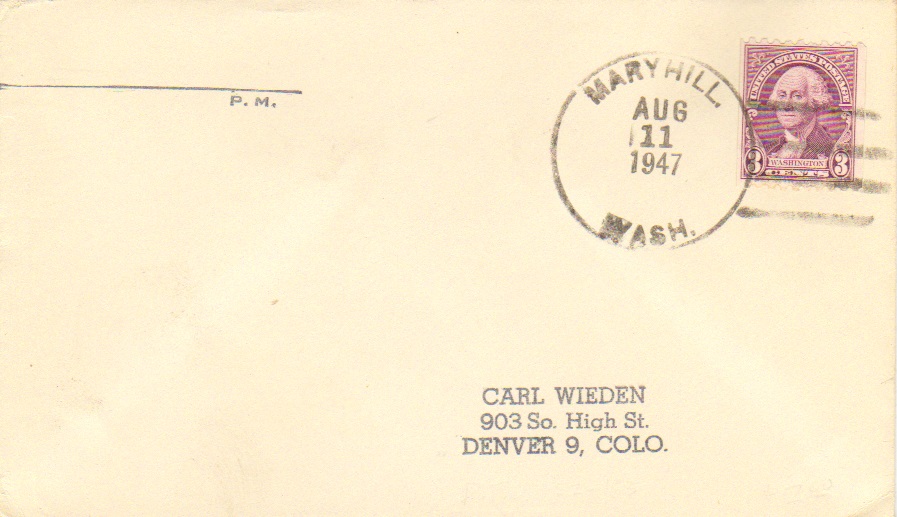 P. M.
MARYHILL,
AUG
11
1947
WASH.
UNITED STATES POSTAGE
3 WASHINGTON 3
CENTS
CARL WIEDEN
903 So. High St.
DENVER 9, COLO.